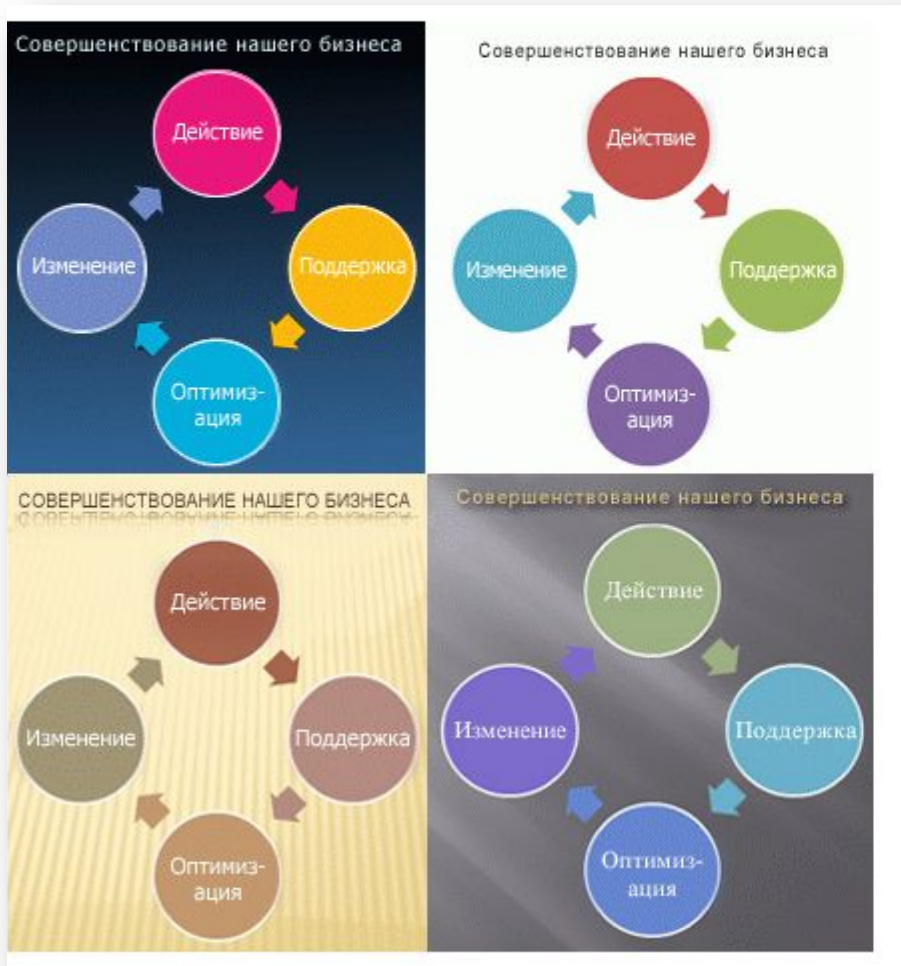 Совершенствование нашего бизнеса
Действие
Изменение
Поддержка
Оптимиз-
ация
Совершенствование нашего бизнеса
Действие
Изменение
Поддержка
Оптимиз-
ация
СОВЕРШЕНСТВОВАНИЕ НАШЕГО БИЗНЕСА
Действие
Изменение
Поддержка
Оптимиз-
ация
Совершенствование нашего бизнеса
Действие
Изменение
Поддержка
Оптимиз-
ация